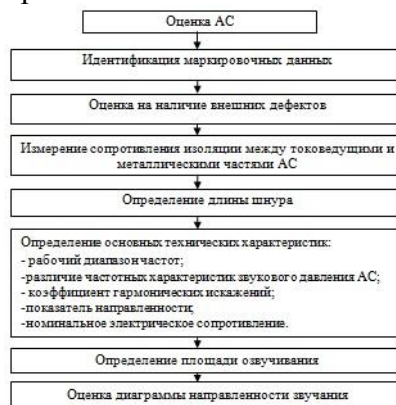 Оценка АС
Идентификация маркировочных данных
Оценка на наличие внешних дефектов
Измерение сопротивления изоляции между токоведущими и
металлическими частями АС
Определение длины шнура
Определение основных технических характеристик:
- рабочий диапазон частот;
-различие частотных характеристик звукового давления АС;
- коэффициент гармонических искажений;
-показатель направленности;
-номинальное электрическое сопротивление.
Определение площади озвучивания
Оценка диаграммы направленности звучания